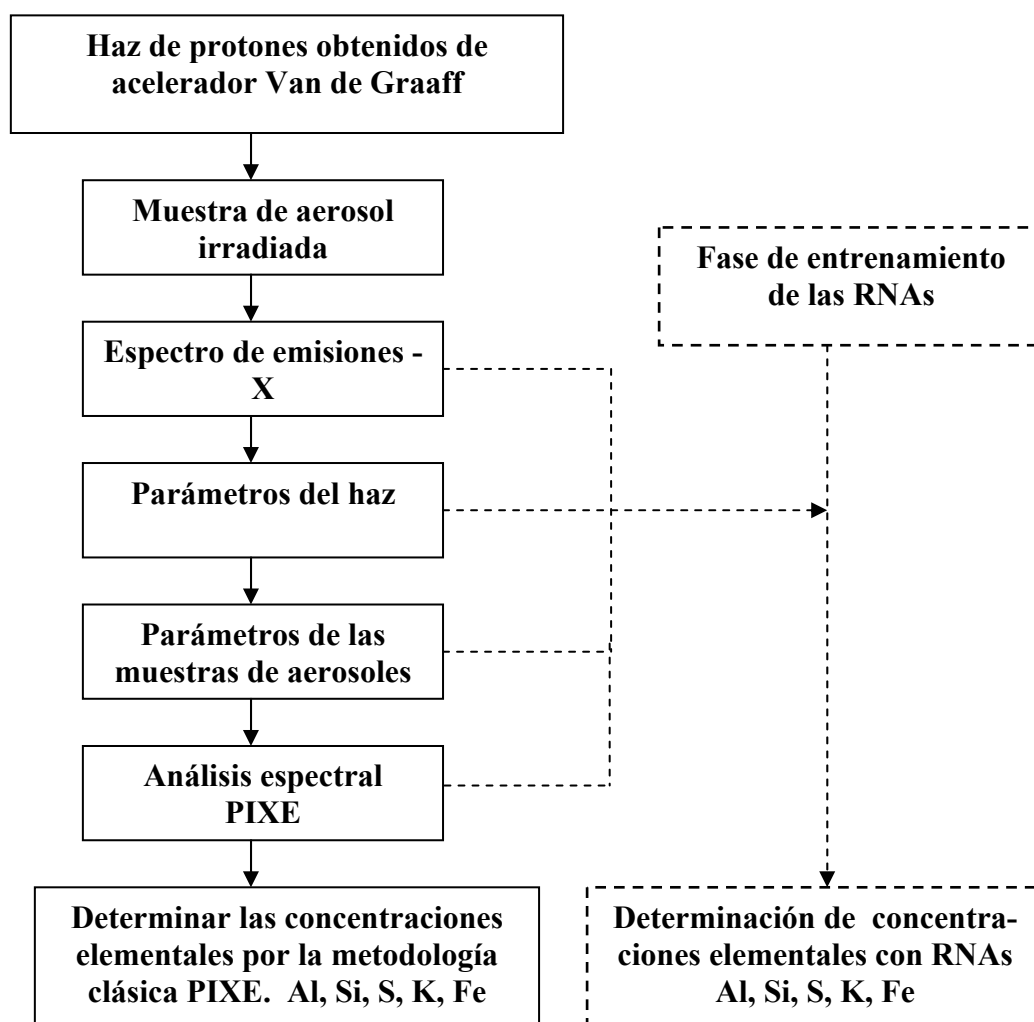 Haz de protones obtenidos de
acelerador Van de Graaff
Muestra de aerosol
irradiada
Fase de entrenamiento
de las RNAs
Espectro de emisiones -
X
Parámetros del haz
Parámetros de las
muestras de aerosoles
Análisis espectral
PIXE
Determinar las concentraciones
elementales por la metodología
clásica PIXE. Al, Si, S, K, Fe
Determinación de concentra-
ciones elementales con RNAs
Al, Si, S, K, Fe